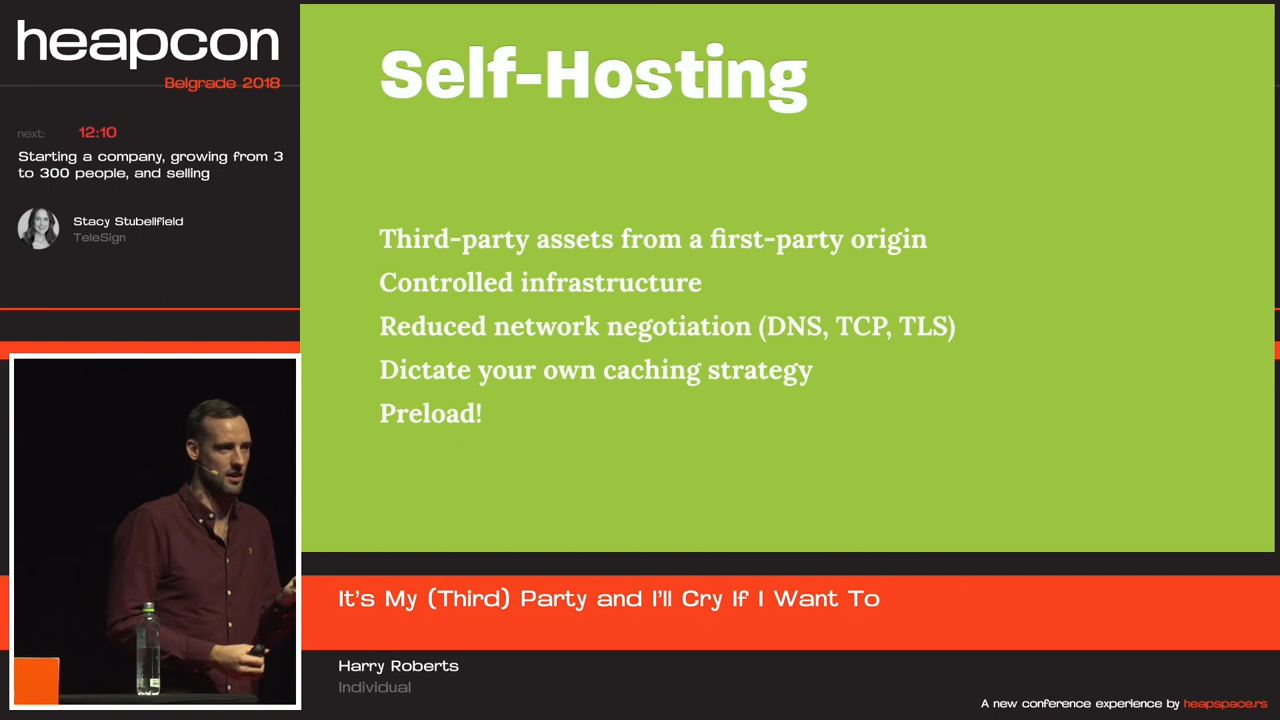 heapcon
Belgrade 2018
next: 12:10
Starting a company, growing from 3
to 300 people, and selling
Stacy Stubellfield
TeleSign
Self-Hosting
Third-party assets from a first-party origin
Controlled infrastructure
Reduced network negotiation (DNS, TCP, TLS)
Dictate your own caching strategy
Preload!
It's My (Third) Party and I'll Cry If I Want To
Harry Roberts
Individual
A new conference experience by heapspace.rs